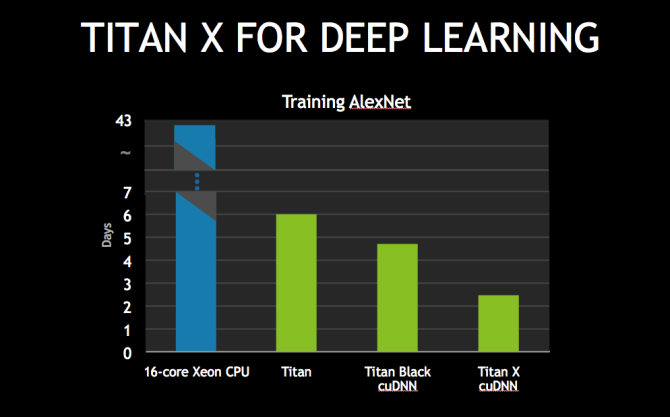 TITAN X FOR DEEP LEARNING
Training AlexNet
43
~
7
6
5
4
3
2
1
0
Days
16-core Xeon CPU
Titan
Titan Black
cuDNN
Titan X
cuDNN